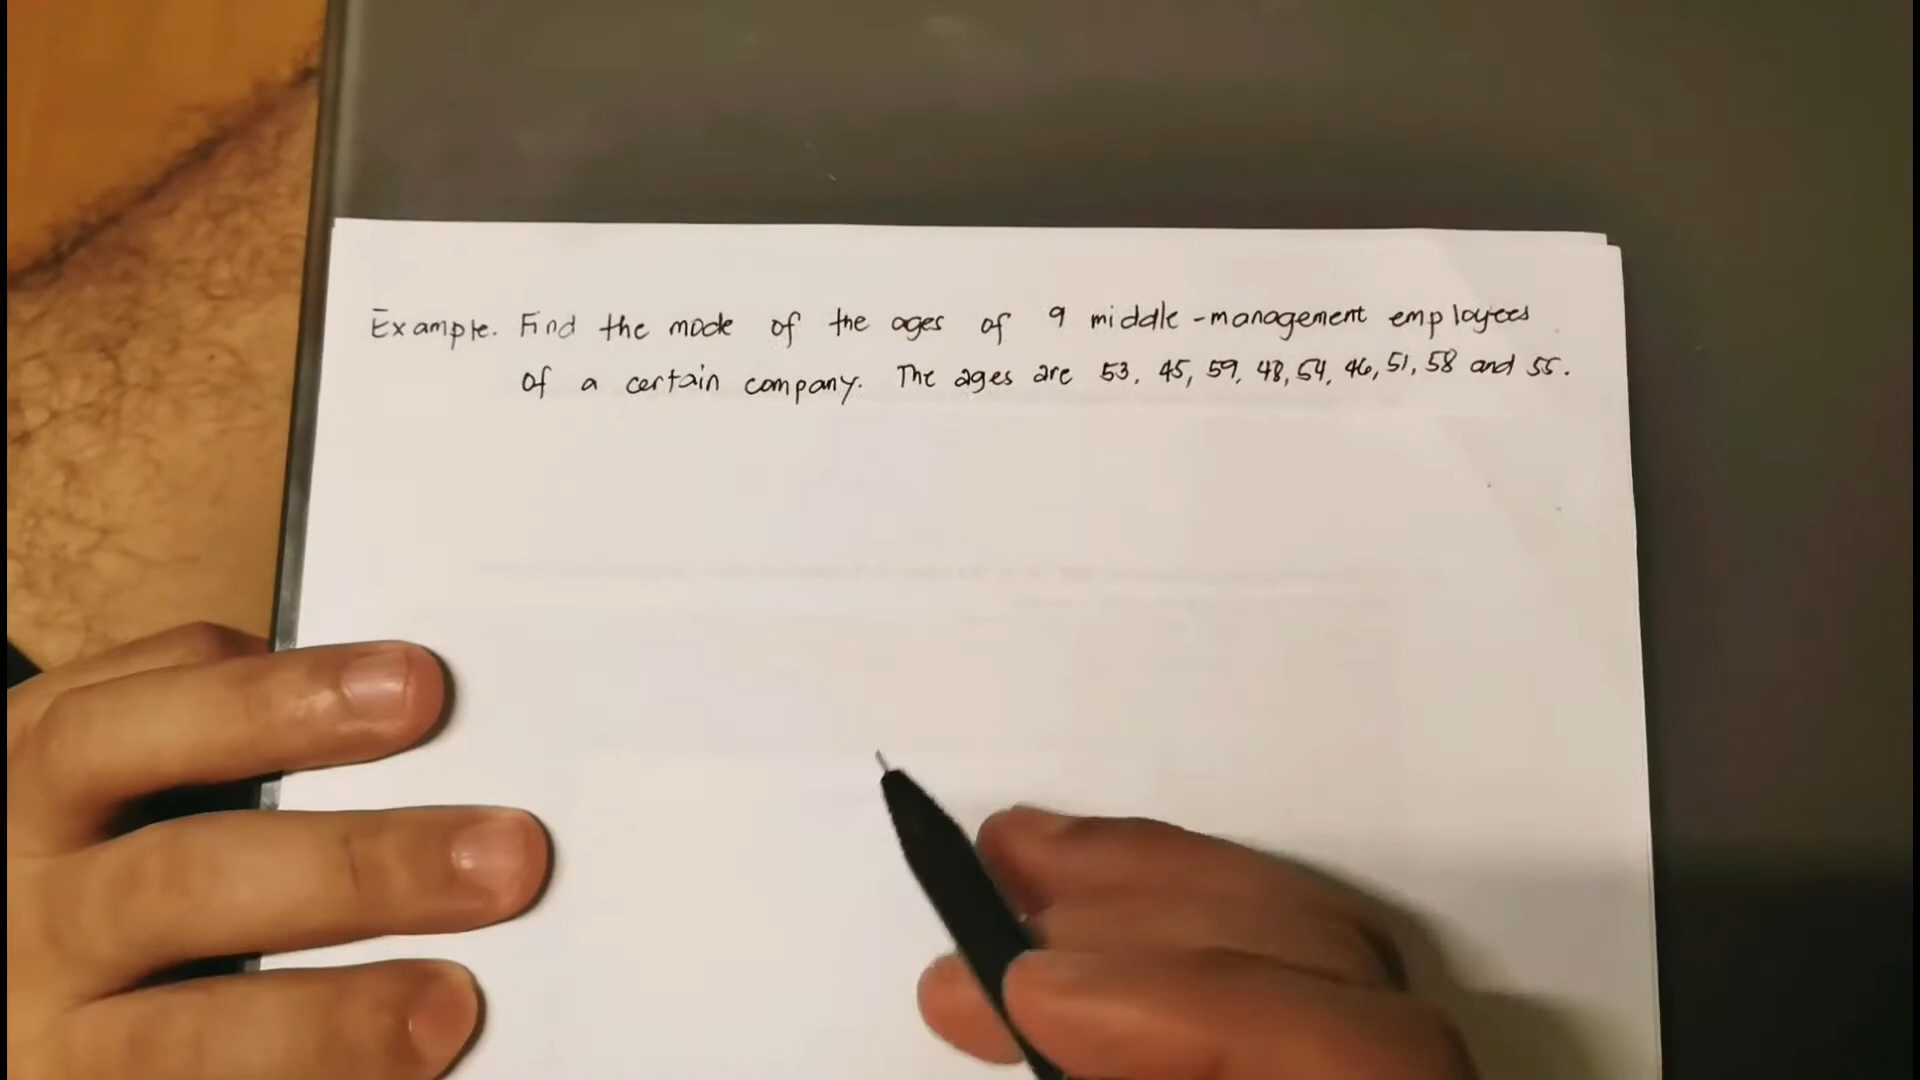 Example. Find the mode of the ages of 9 middle-management employees
of a certain company. The ages are 53, 45, 59, 48, 54, 46, 51, 58 and 55.